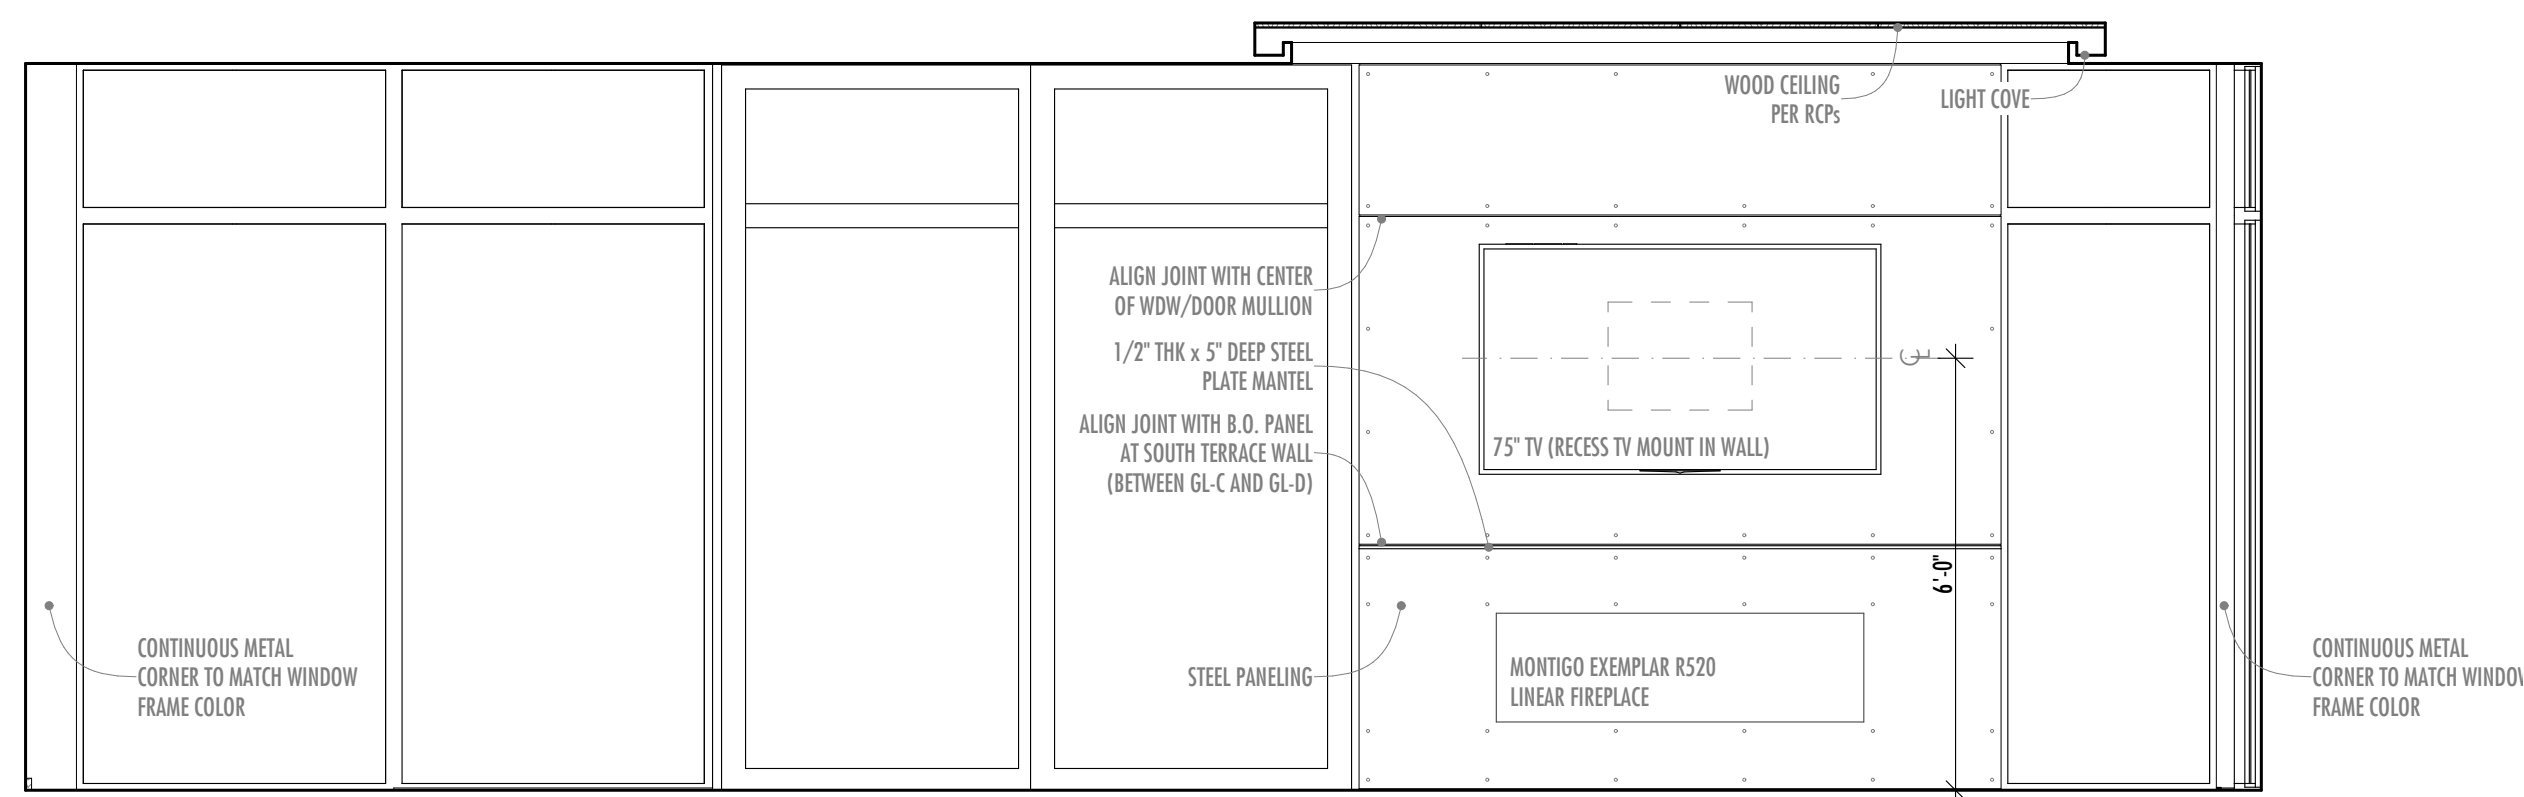 WOOD CEILING
PER RCPs
LIGHT COVE
ALIGN JOINT WITH CENTER
OF WDW/DOOR MULLION
1/2" THK x 5" DEEP STEEL
PLATE MANTEL
ALIGN JOINT WITH B.O. PANEL
AT SOUTH TERRACE WALL
(BETWEEN GL-C AND GL-D)
CL
75" TV (RECESS TV MOUNT IN WALL)
6'-0"
CONTINUOUS METAL
CORNER TO MATCH WINDOW
FRAME COLOR
STEEL PANELING
MONTIGO EXEMPLAR R520
LINEAR FIREPLACE
CONTINUOUS METAL
CORNER TO MATCH WINDOW
FRAME COLOR